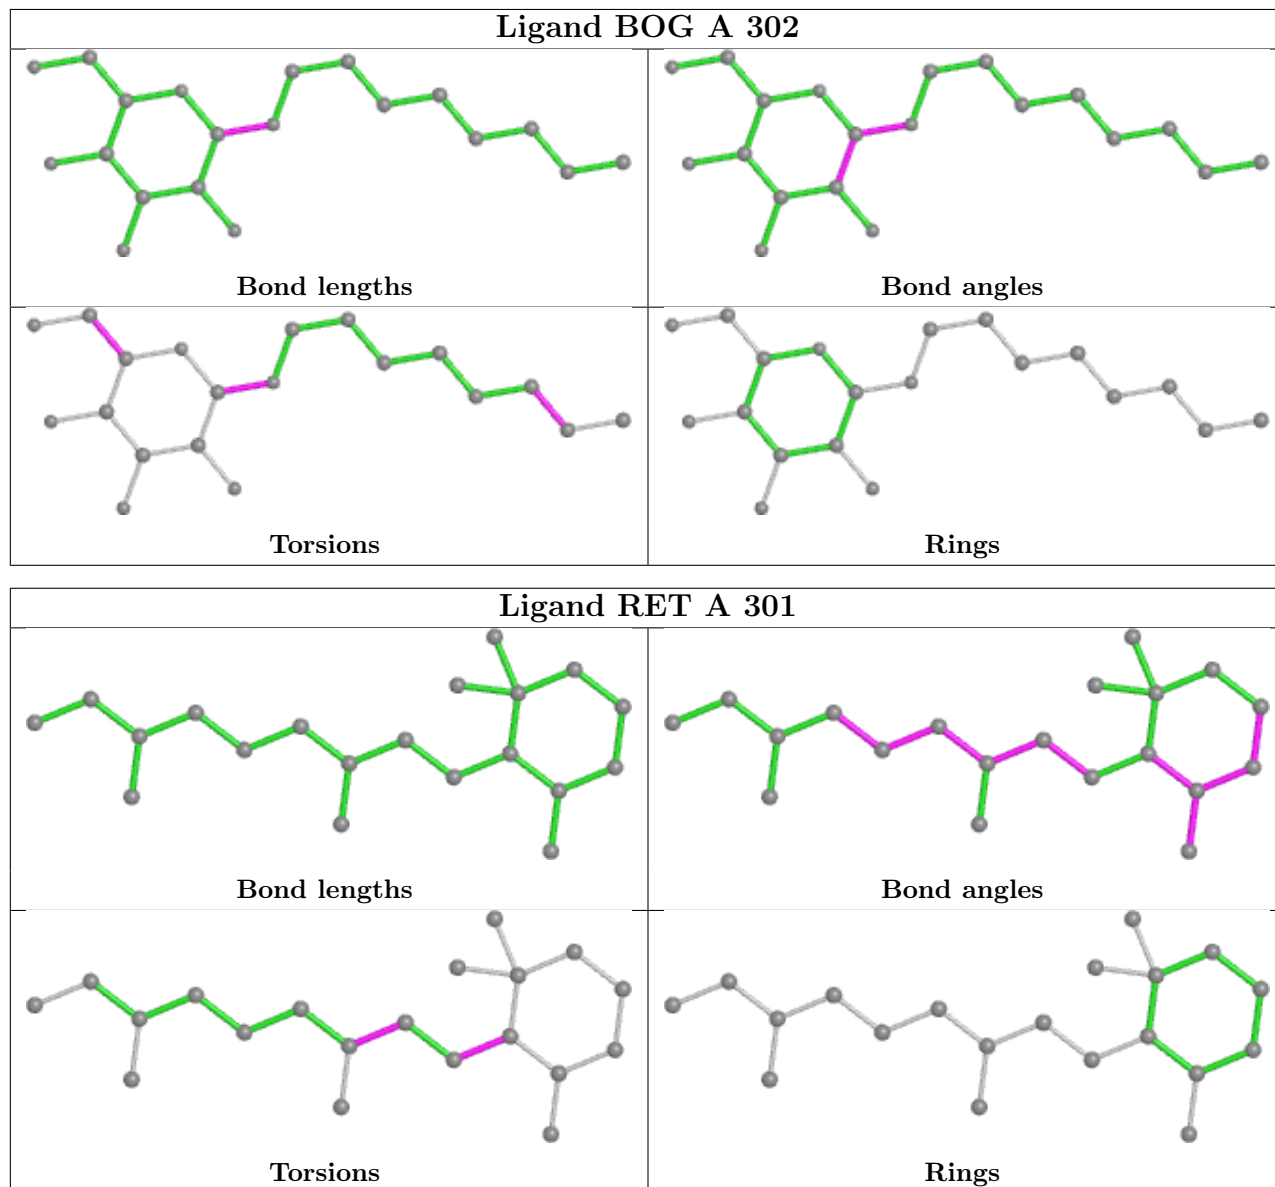 Ligand BOG A 302
Bond lengths
Bond angles
Torsions
Rings
Ligand RET A 301
Bond lengths
Bond angles
Torsions
Rings